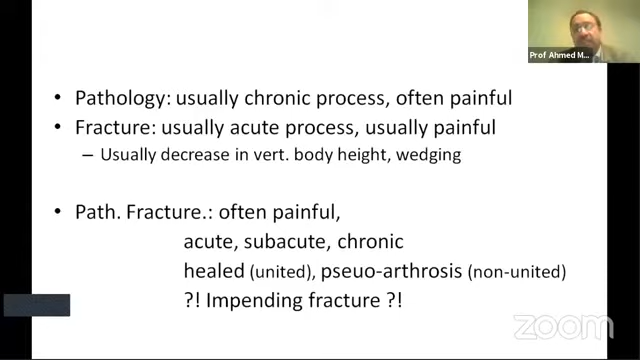 Prof Ahmed M...
• Pathology: usually chronic process, often painful
• Fracture: usually acute process, usually painful
– Usually decrease in vert. body height, wedging
• Path. Fracture.: often painful,
acute, subacute, chronic
healed (united), pseuo-arthrosis (non-united)
?! Impending fracture ?!
zoom